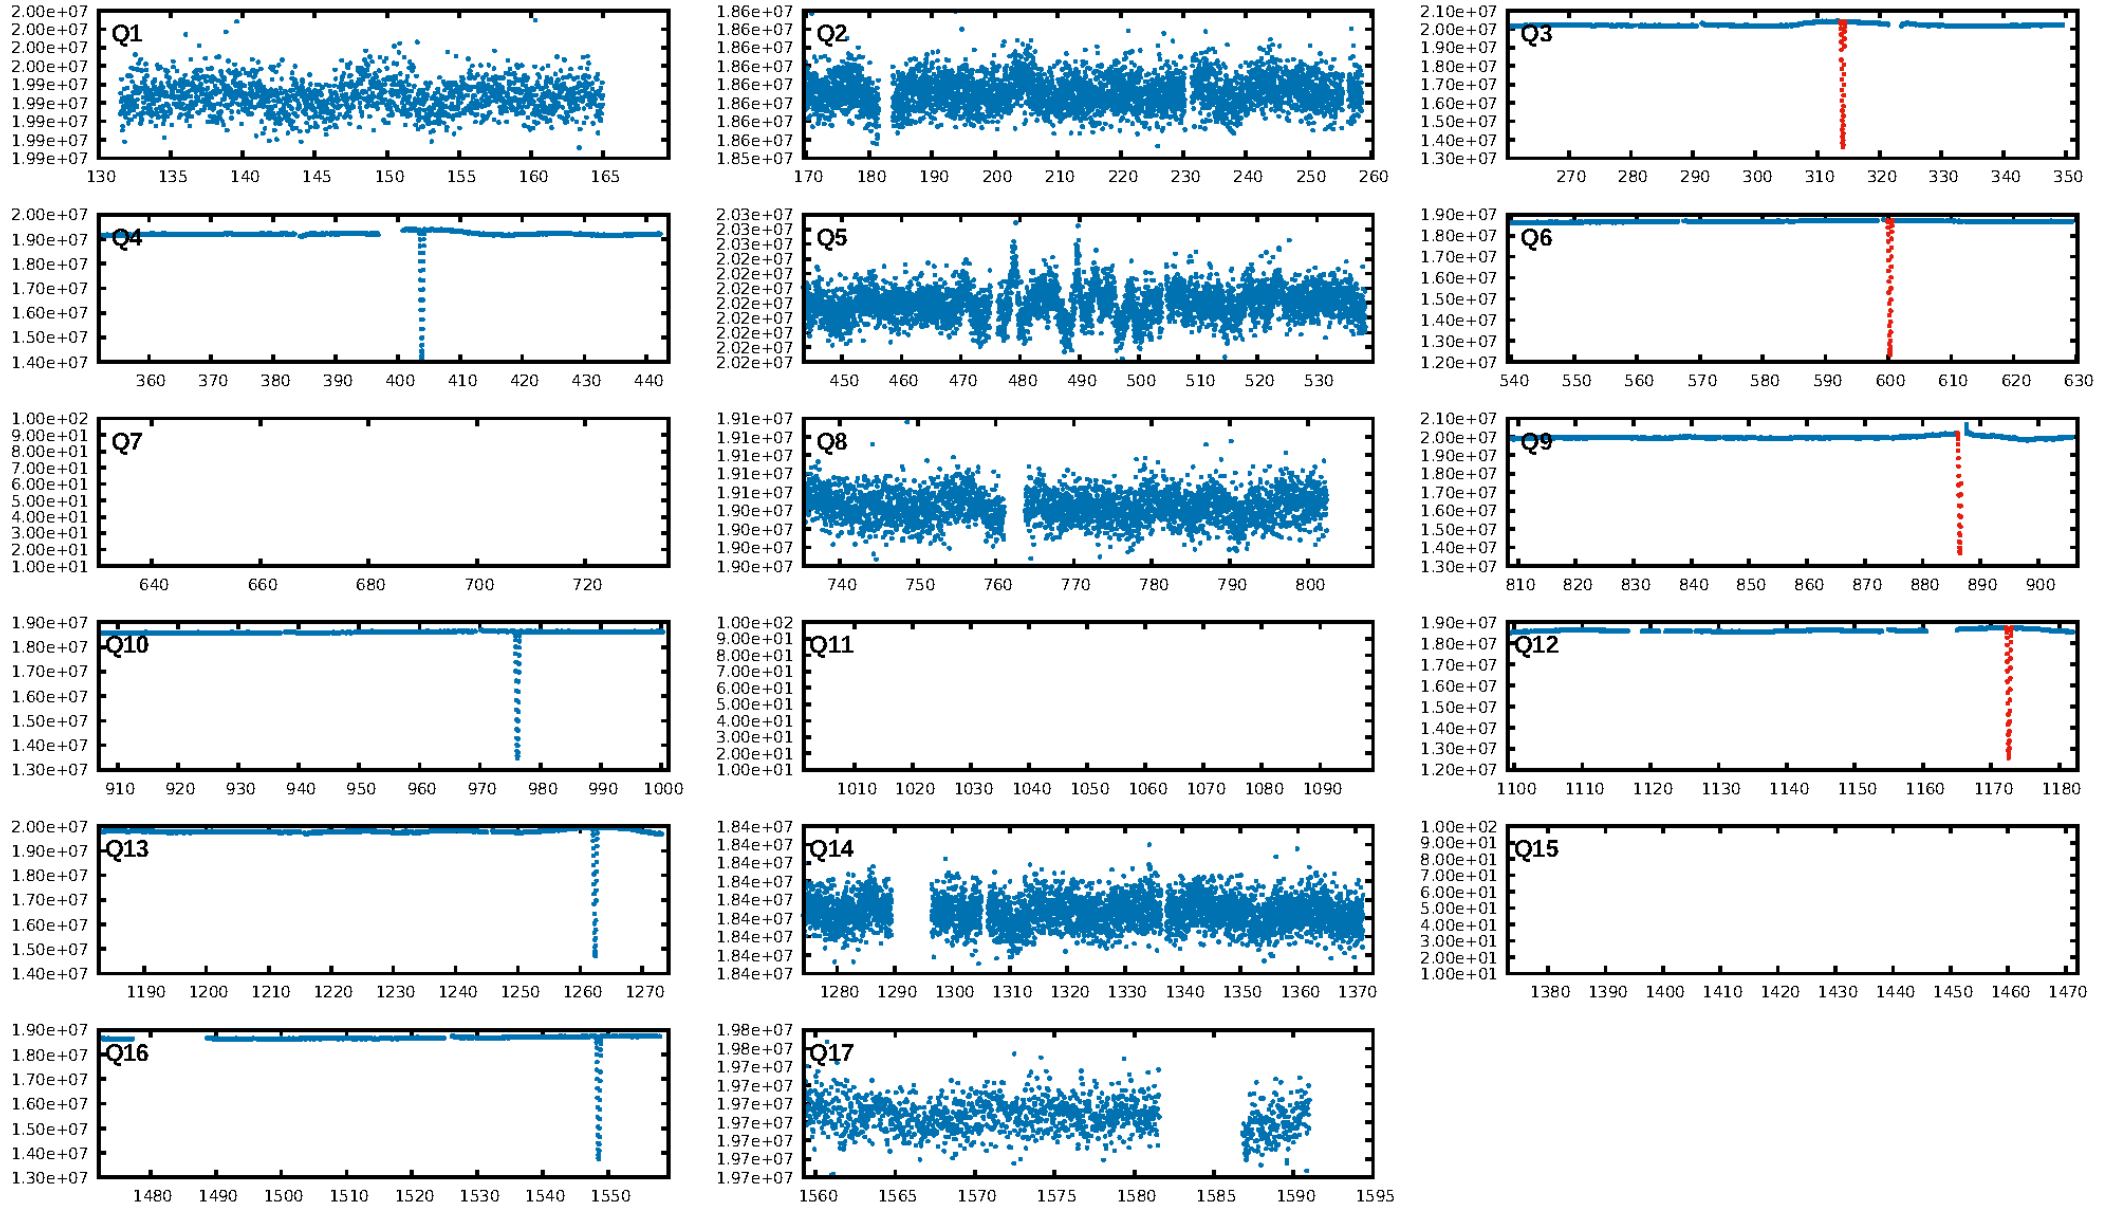 Q1
2.00e+07
2.00e+07
2.00e+07
2.00e+07
1.99e+07
1.99e+07
1.99e+07
1.99e+07
1.99e+07
130 135 140 145 150 155 160 165
Q2
1.86e+07
1.86e+07
1.86e+07
1.86e+07
1.86e+07
1.86e+07
1.86e+07
1.86e+07
1.85e+07
170 180 190 200 210 220 230 240 250 260
Q3
2.10e+07
2.00e+07
1.90e+07
1.80e+07
1.70e+07
1.60e+07
1.50e+07
1.40e+07
1.30e+07
270 280 290 300 310 320 330 340 350
Q4
2.00e+07
1.90e+07
1.80e+07
1.70e+07
1.60e+07
1.50e+07
1.40e+07
360 370 380 390 400 410 420 430 440
Q5
2.03e+07
2.03e+07
2.03e+07
2.02e+07
2.02e+07
2.02e+07
2.02e+07
2.02e+07
2.02e+07
2.02e+07
2.02e+07
450 460 470 480 490 500 510 520 530
Q6
1.90e+07
1.80e+07
1.70e+07
1.60e+07
1.50e+07
1.40e+07
1.30e+07
1.20e+07
540 550 560 570 580 590 600 610 620 630
Q7
1.00e+02
9.00e+01
8.00e+01
7.00e+01
6.00e+01
5.00e+01
4.00e+01
3.00e+01
2.00e+01
1.00e+01
640 660 680 700 720
Q8
1.91e+07
1.91e+07
1.91e+07
1.91e+07
1.91e+07
1.90e+07
1.90e+07
1.90e+07
1.90e+07
740 750 760 770 780 790 800
Q9
2.10e+07
2.00e+07
1.90e+07
1.80e+07
1.70e+07
1.60e+07
1.50e+07
1.40e+07
1.30e+07
810 820 830 840 850 860 870 880 890 900
Q10
1.90e+07
1.80e+07
1.70e+07
1.60e+07
1.50e+07
1.40e+07
1.30e+07
910 920 930 940 950 960 970 980 990 1000
Q11
1.00e+02
9.00e+01
8.00e+01
7.00e+01
6.00e+01
5.00e+01
4.00e+01
3.00e+01
2.00e+01
1.00e+01
1010 1020 1030 1040 1050 1060 1070 1080 1090
Q12
1.90e+07
1.80e+07
1.70e+07
1.60e+07
1.50e+07
1.40e+07
1.30e+07
1.20e+07
1100 1110 1120 1130 1140 1150 1160 1170 1180
Q13
2.00e+07
1.90e+07
1.80e+07
1.70e+07
1.60e+07
1.50e+07
1.40e+07
1190 1200 1210 1220 1230 1240 1250 1260 1270
Q14
1.84e+07
1.84e+07
1.84e+07
1.84e+07
1.84e+07
1.84e+07
1.84e+07
1.84e+07
1.84e+07
1280 1290 1300 1310 1320 1330 1340 1350 1360 1370
Q15
1.00e+02
9.00e+01
8.00e+01
7.00e+01
6.00e+01
5.00e+01
4.00e+01
3.00e+01
2.00e+01
1.00e+01
1380 1390 1400 1410 1420 1430 1440 1450 1460 1470
Q16
1.90e+07
1.80e+07
1.70e+07
1.60e+07
1.50e+07
1.40e+07
1.30e+07
1480 1490 1500 1510 1520 1530 1540 1550
Q17
1.98e+07
1.98e+07
1.97e+07
1.97e+07
1.97e+07
1.97e+07
1.97e+07
1.97e+07
1.97e+07
1560 1565 1570 1575 1580 1585 1590 1595